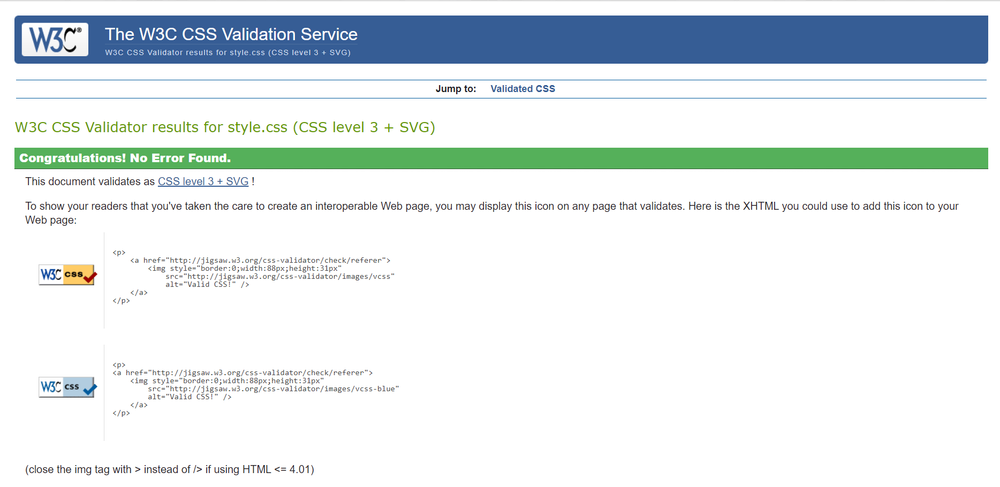 W3C®
The W3C CSS Validation Service
W3C CSS Validator results for style.css (CSS level 3 + SVG)
Jump to: Validated CSS
W3C CSS Validator results for style.css (CSS level 3 + SVG)
Congratulations! No Error Found.
This document validates as CSS level 3 + SVG !
To show your readers that you've taken the care to create an interoperable Web page, you may display this icon on any page that validates. Here is the XHTML you could use to add this icon to your
Web page:
W3C css
<p>
    <a href="http://jigsaw.w3.org/css-validator/check/referer">
        <img style="border:0;width:88px;height:31px"
            src="http://jigsaw.w3.org/css-validator/images/vcss"
            alt="Valid CSS!" />
    </a>
</p>
W3C css
<p>
<a href="http://jigsaw.w3.org/css-validator/check/referer">
    <img style="border:0;width:88px;height:31px"
        src="http://jigsaw.w3.org/css-validator/images/vcss-blue"
        alt="Valid CSS!" />
    </a>
</p>
(close the img tag with > instead of /> if using HTML <= 4.01)